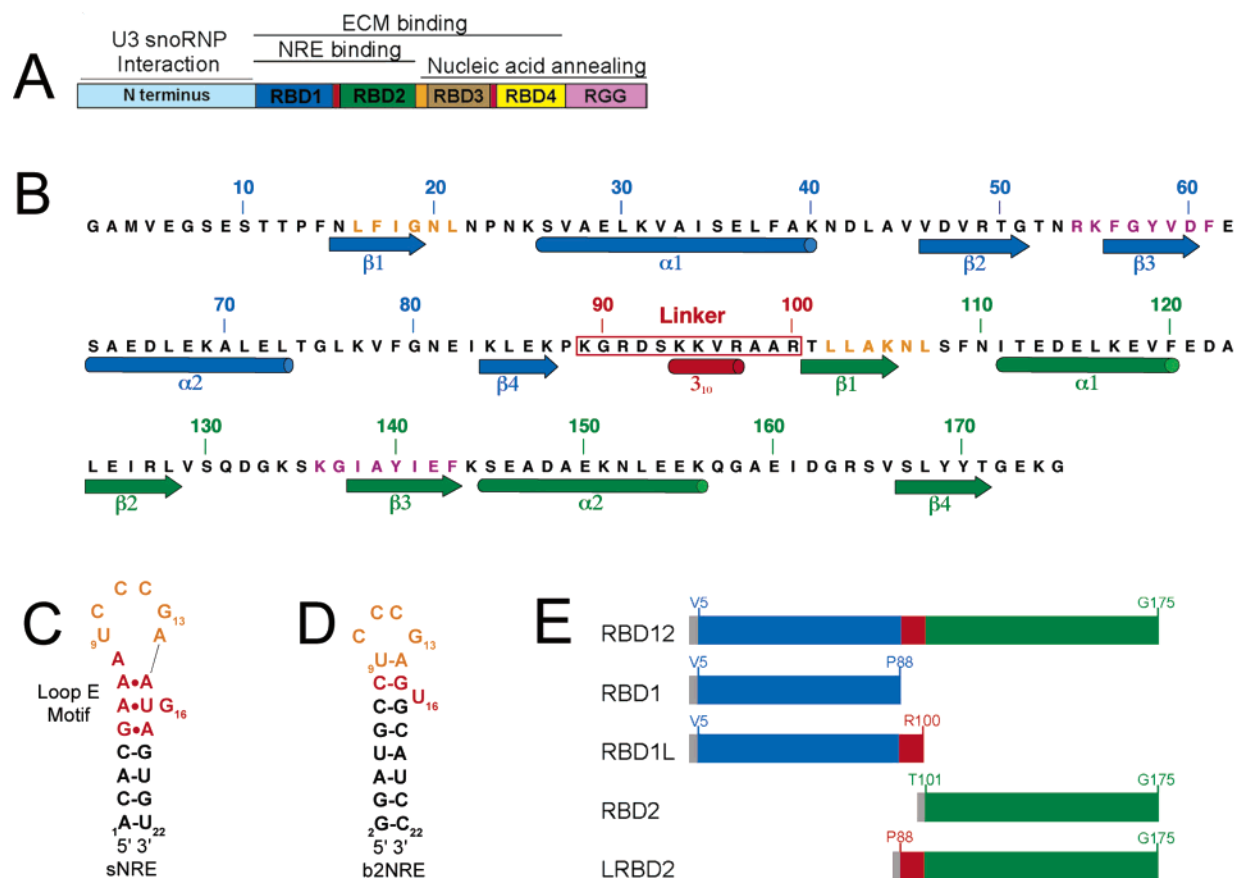 A
ECM binding
U3 snoRNP
Interaction
NRE binding
Nucleic acid annealing
N terminus RBD1 RBD2 RBD3 RBD4 RGG
B
10 20 30 40 50 60
GAMVEGSESTTPFNLFIGNLNPNKSVAELKVAISELFAKNDLAVVDVRTGTNRKFGYVDFE
β1 α1 β2 β3
70 80 90 Linker 100 110 120
SAEDLEKALELTGLKVFGNEIKLEKPKGRDSKKVRAARTLLAKNLSFNITEDELKEVFEDA
α2 β4 3₁₀ β1 α1
130 140 150 160 170
LEIRLVSQDGKSKGIAYIEFKSEADAEKNLEEKQGAEIDGRSVSLYYTGEKG
β2 β3 α2 β4
C
C C
C G₁₃
₉U A
A
Loop E
Motif
A•A
A•U G₁₆
G•A
C-G
A-U
C-G
₁A-U₂₂
5' 3'
sNRE
D
C C
C G₁₃
₉U-A
C-G
U₁₆
C-G
G-C
U-A
A-U
G-C
₂G-C₂₂
5' 3'
b2NRE
E
V5 G175
RBD12
V5 P88
RBD1
V5 R100
RBD1L
T101 G175
RBD2
P88 G175
LRBD2